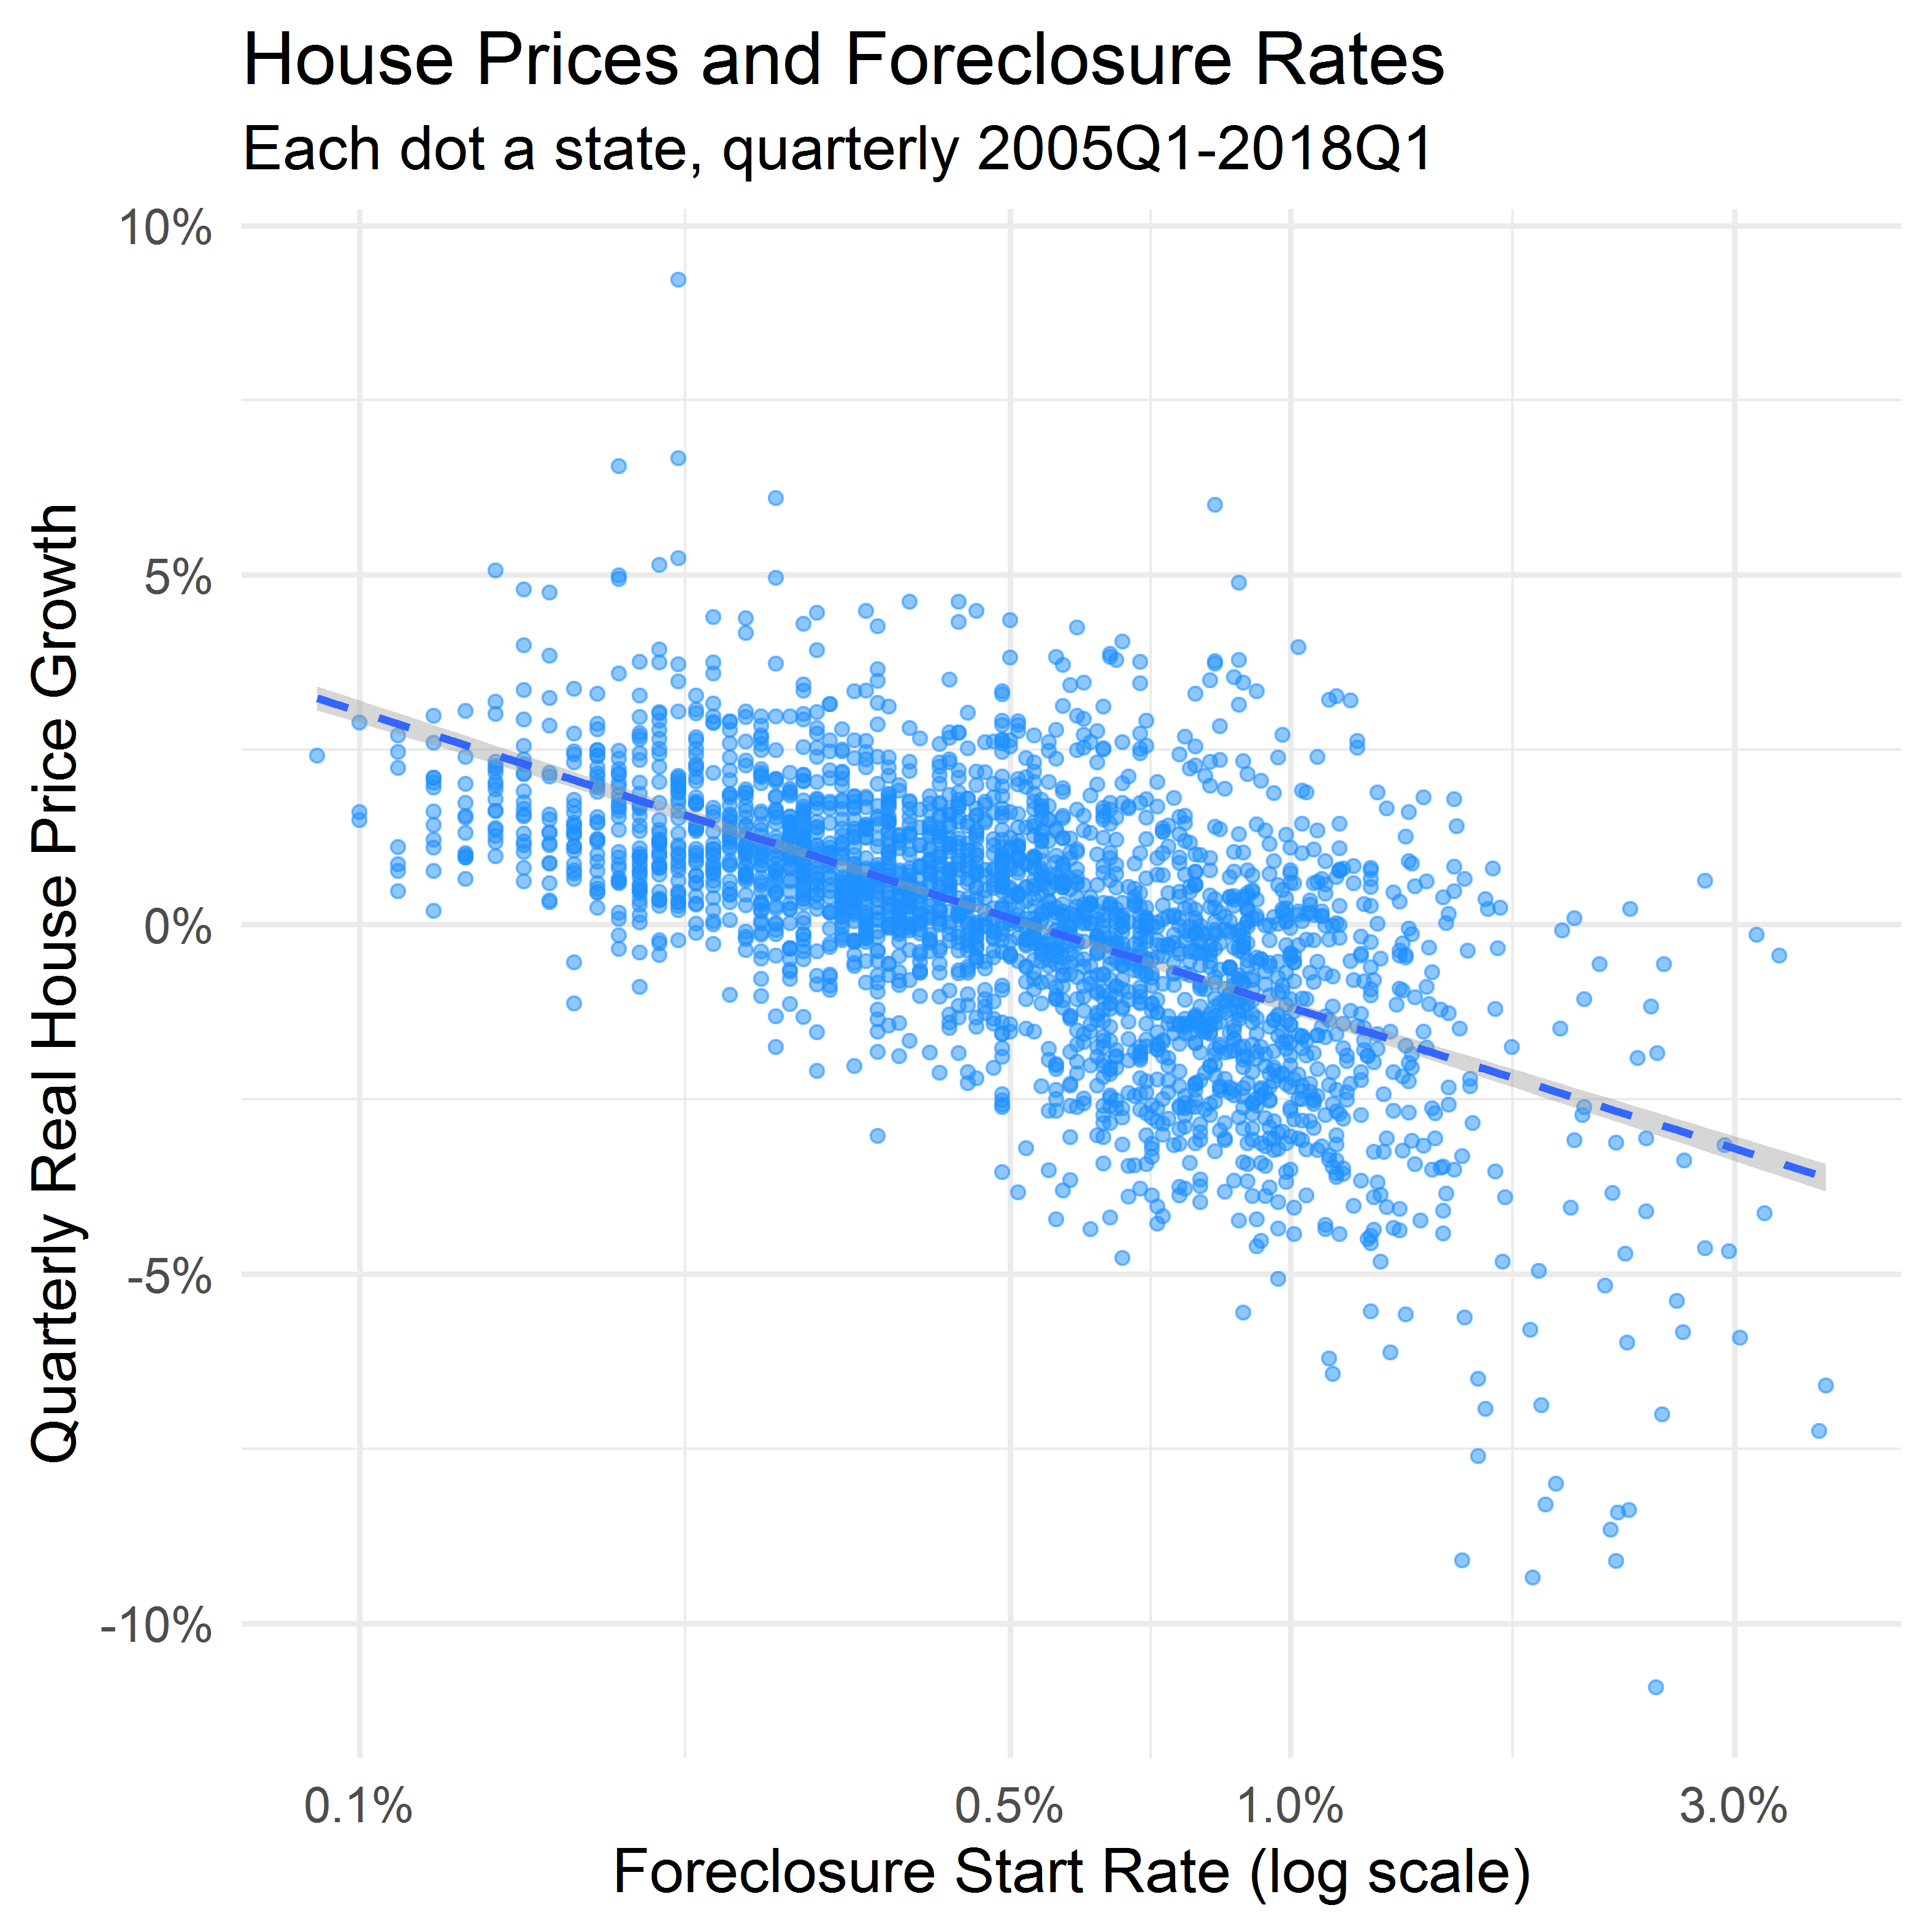 House Prices and Foreclosure Rates
Each dot a state, quarterly 2005Q1-2018Q1
10%
5%
0%
-5%
-10%
Quarterly Real House Price Growth
0.1%
0.5%
1.0%
3.0%
Foreclosure Start Rate (log scale)